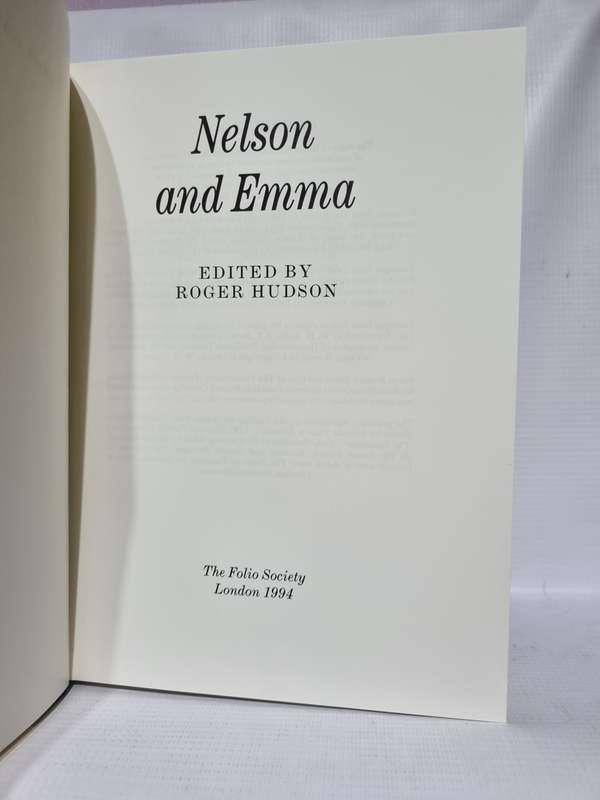 Nelson
and Emma
EDITED BY
ROGER HUDSON
The Folio Society
London 1994